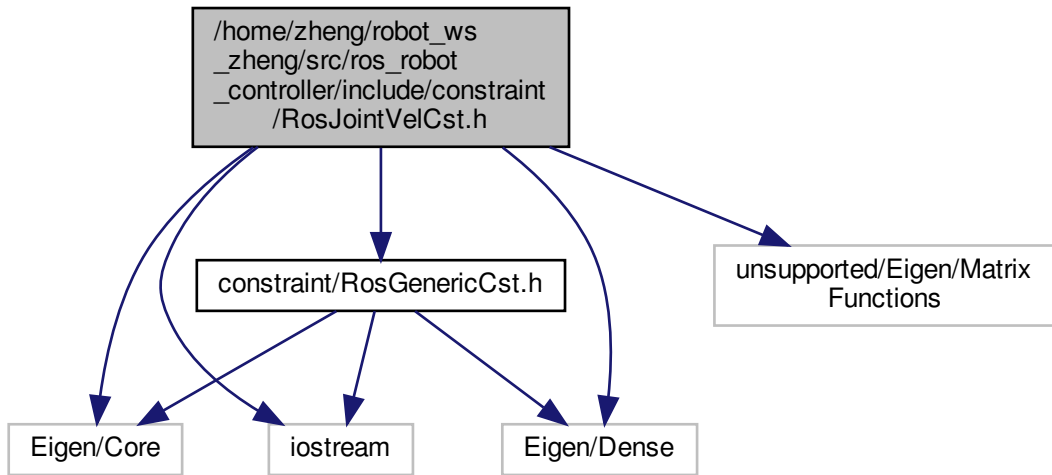 /home/zheng/robot_ws
_zheng/src/ros_robot
_controller/include/constraint
/RosJointVelCst.h
constraint/RosGenericCst.h
unsupported/Eigen/Matrix
Functions
Eigen/Core
iostream
Eigen/Dense